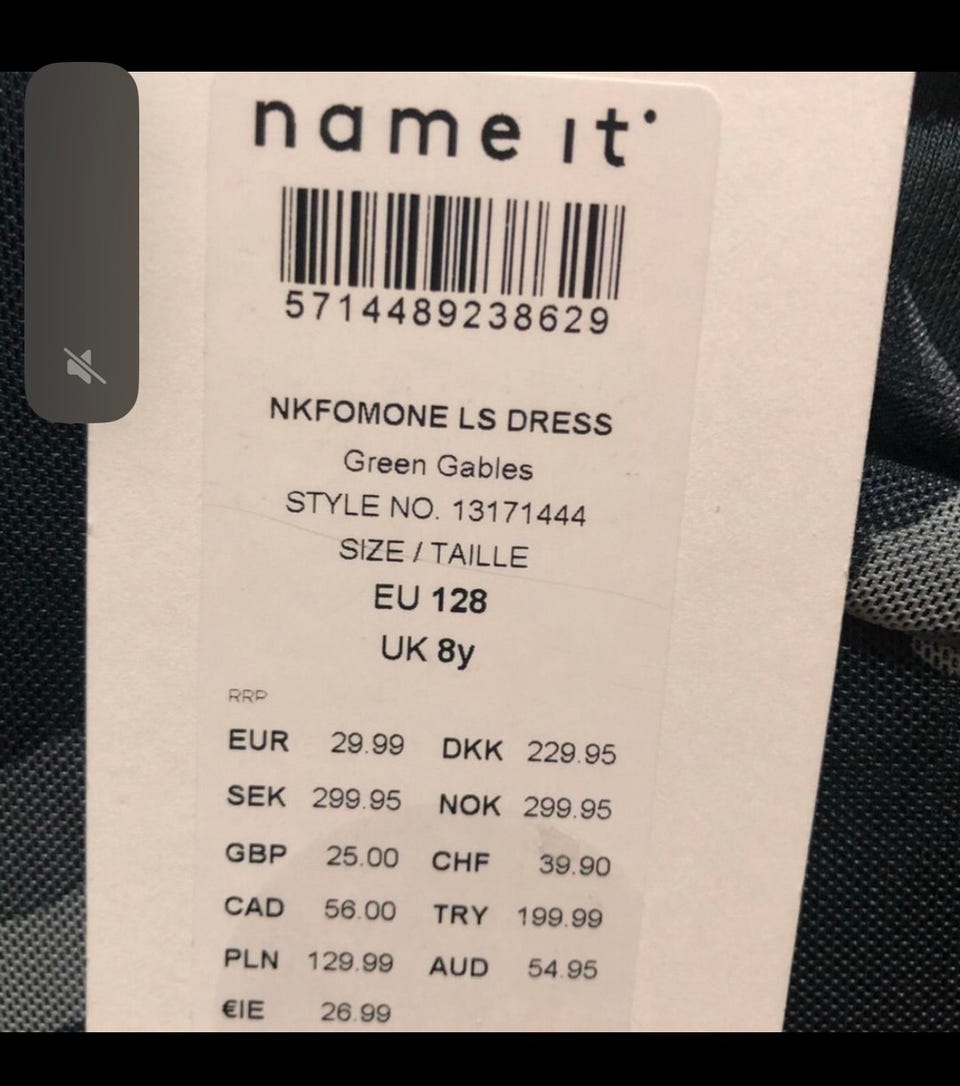 name it
5714489238629
NKFOMONE LS DRESS
Green Gables
STYLE NO. 13171444
SIZE / TAILLE
EU 128
UK 8y
RRP
EUR 29.99 DKK 229.95
SEK 299.95 NOK 299.95
GBP 25.00 CHF 39.90
CAD 56.00 TRY 199.99
PLN 129.99 AUD 54.95
€IE 26.99